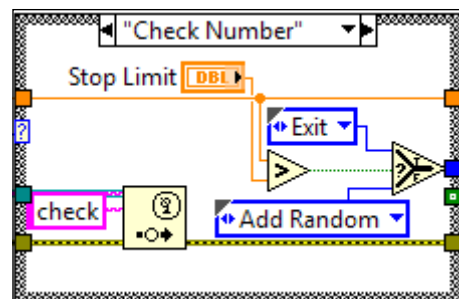 "Check Number"
Stop Limit DBL
?
Exit
>
?
check
Add Random